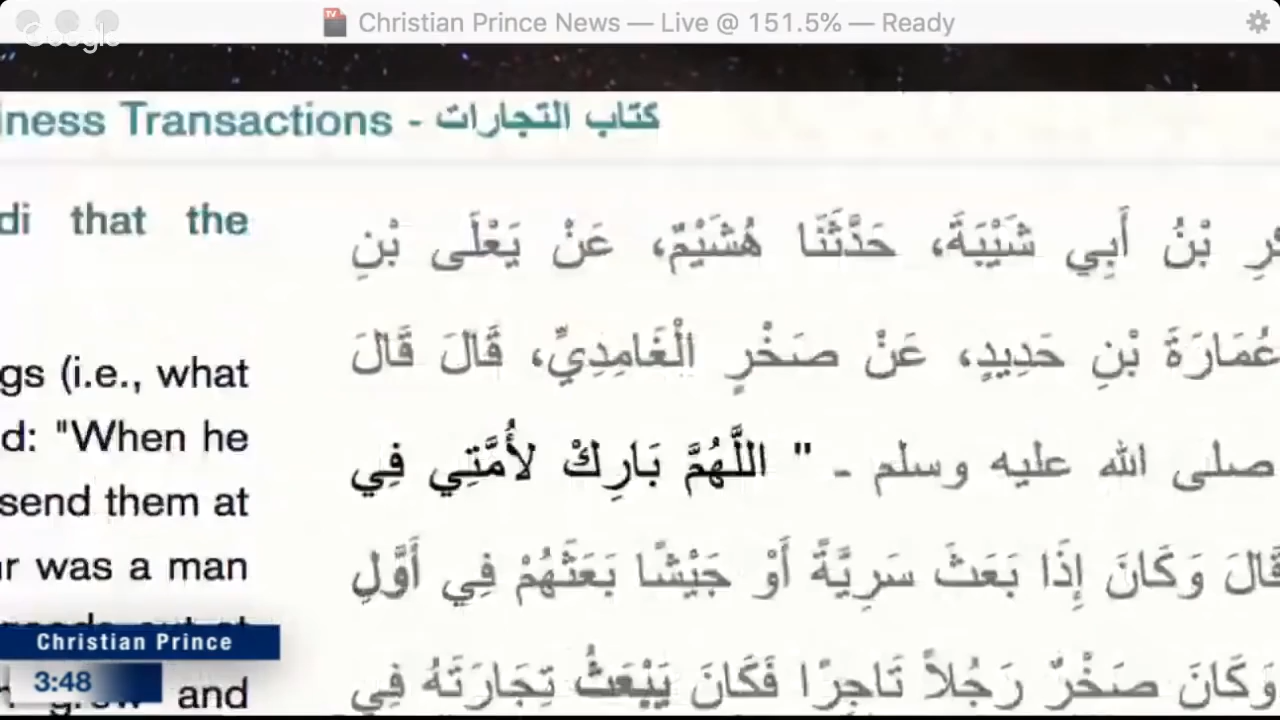 Christian Prince News — Live @ 151.5% — Ready
Google
iness Transactions - كتاب التجارات
di that the
gs (i.e., what
d: "When he
send them at
r was a man
and
رِ بْنُ أَبِي شَيْبَةَ، حَدَّثَنَا هُشَيْمٌ، عَنْ يَعْلَى بْنِ
عُمَارَةَ بْنِ حَدِيدٍ، عَنْ صَخْرٍ الْغَامِدِيِّ، قَالَ قَالَ
صلى الله عليه وسلم ـ ‏"‏ اللَّهُمَّ بَارِكْ لأُمَّتِي فِي
قَالَ وَكَانَ إِذَا بَعَثَ سَرِيَّةً أَوْ جَيْشًا بَعَثَهُمْ فِي أَوَّلِ
وَكَانَ صَخْرٌ رَجُلاً تَاجِرًا فَكَانَ يَبْعَثُ تِجَارَتَهُ فِي
Christian Prince
3:48